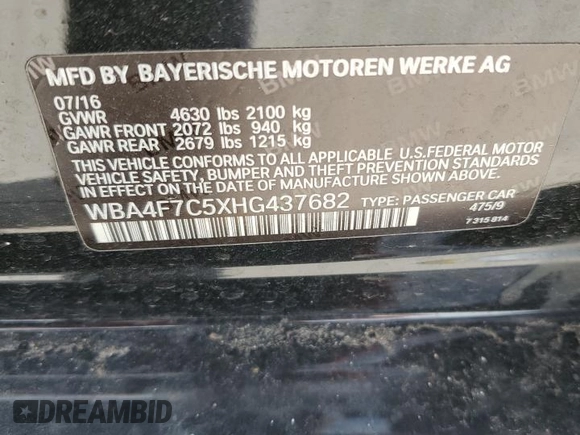 MFD BY BAYERISCHE MOTOREN WERKE AG
07/16
GVWR 4630 lbs 2100 kg
GAWR FRONT 2072 lbs 940 kg
GAWR REAR 2679 lbs 1215 kg
THIS VEHICLE CONFORMS TO ALL APPLICABLE U.S.FEDERAL MOTOR
VEHICLE SAFETY, BUMPER AND THEFT PREVENTION
STANDARDS IN EFFECT ON THE DATE OF MANUFACTURE SHOWN ABOVE.
WBA4F7C5XHG437682 TYPE: PASSENGER CAR
475/9
7 315 814
DREAMBID